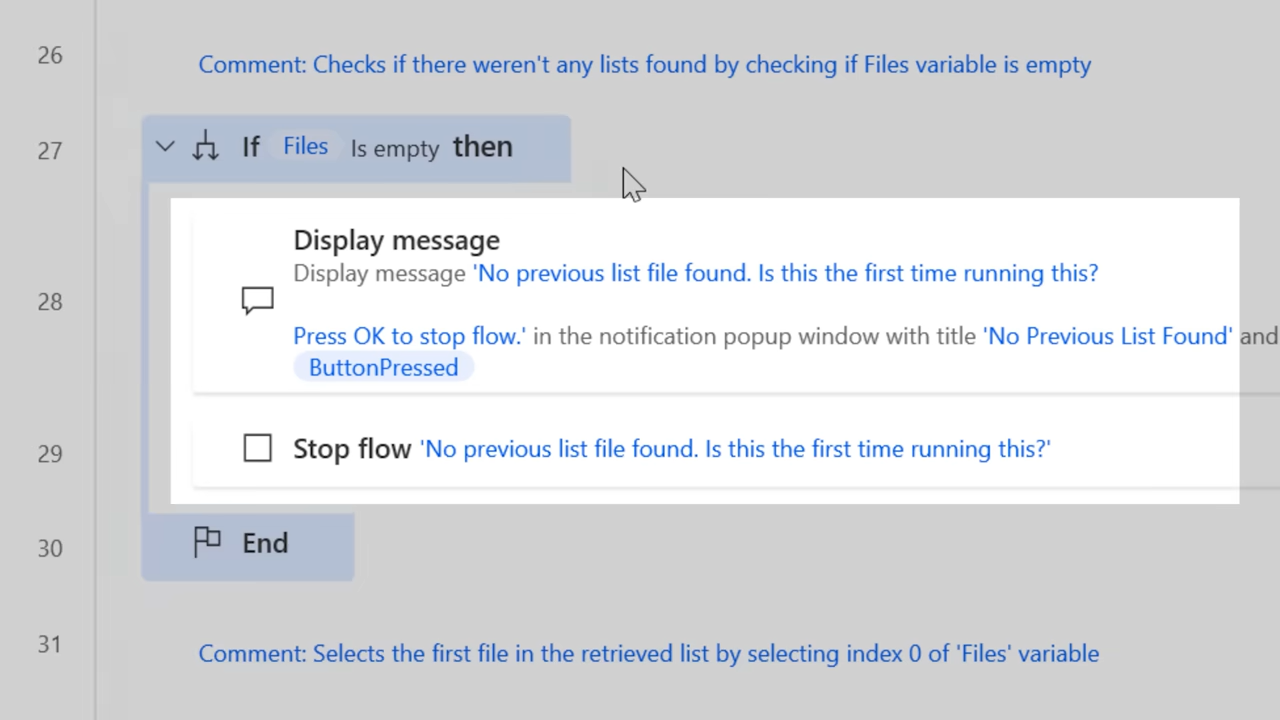 26 Comment: Checks if there weren't any lists found by checking if Files variable is empty
27 If Files Is empty then
Display message
Display message 'No previous list file found. Is this the first time running this?
28
Press OK to stop flow.' in the notification popup window with title 'No Previous List Found' and
ButtonPressed
29 Stop flow 'No previous list file found. Is this the first time running this?'
30 End
31 Comment: Selects the first file in the retrieved list by selecting index 0 of 'Files' variable